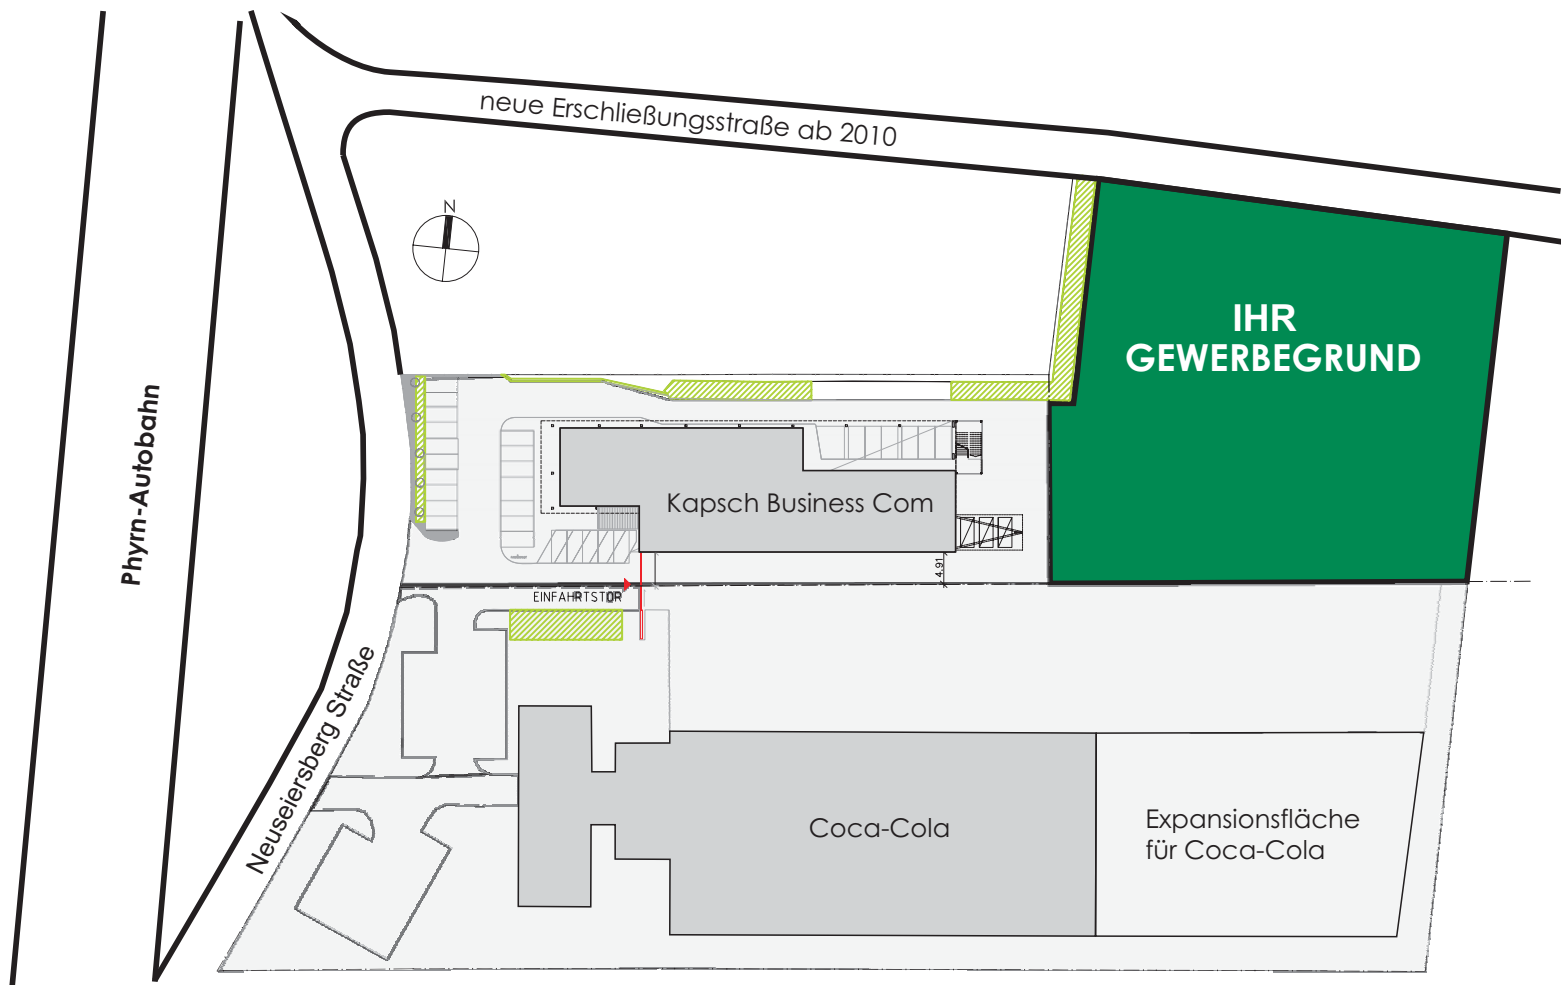 neue Erschließungsstraße ab 2010
N
IHR
GEWERBEGRUND
Phyrn-Autobahn
Kapsch Business Com
4.91
EINFAHRTSTOR
Neuseiersberg Straße
Coca-Cola
Expansionsfläche
für Coca-Cola